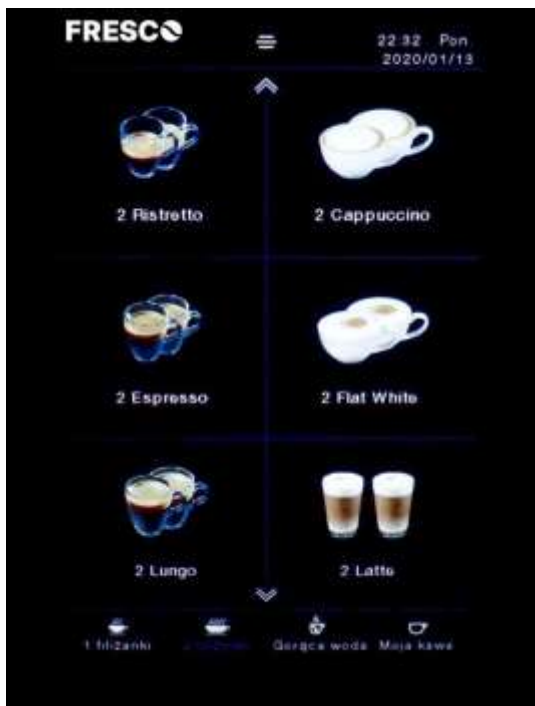 FRESCO
22:32 Pon
2020/01/13
2 Ristretto
2 Cappuccino
2 Espresso
2 Flat White
2 Lungo
2 Latte
1 filiżanki
Gorąca woda
Moja kawa